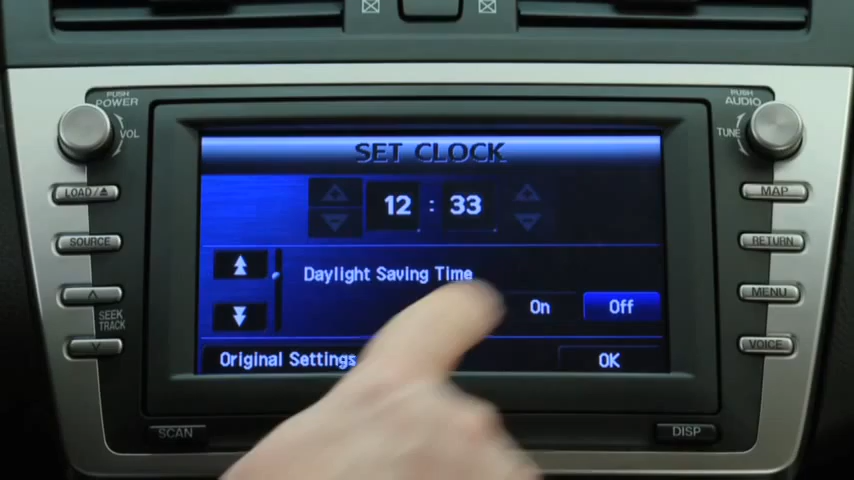 PUSH
POWER
VOL
PUSH
AUDIO
TUNE
SET CLOCK
12 : 33
LOAD/
MAP
SOURCE
RETURN
Daylight Saving Time
On
Off
MENU
SEEK
TRACK
VOICE
Original Settings
OK
SCAN
DISP